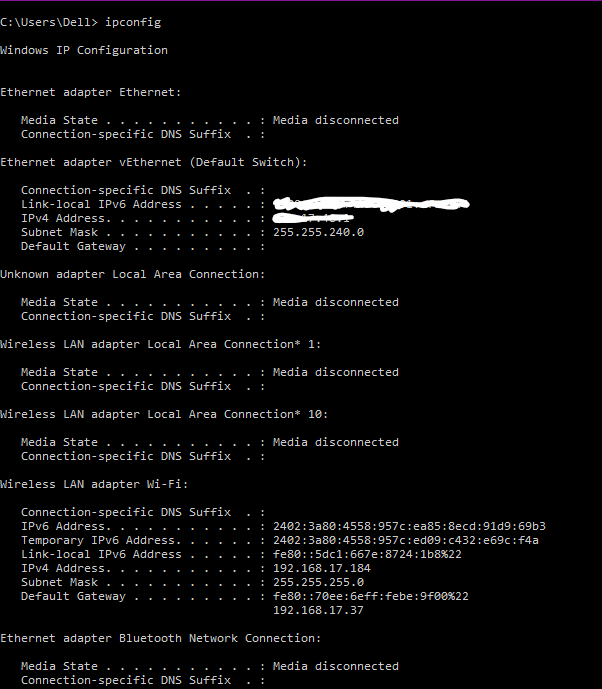 C:\Users\Dell> ipconfig
Windows IP Configuration
Ethernet adapter Ethernet:
Media State . . . . . . . . . . . : Media disconnected
Connection-specific DNS Suffix  . :
Ethernet adapter vEthernet (Default Switch):
Connection-specific DNS Suffix  . :
Link-local IPv6 Address . . . . . :
IPv4 Address. . . . . . . . . . . :
Subnet Mask . . . . . . . . . . . : 255.255.240.0
Default Gateway . . . . . . . . . :
Unknown adapter Local Area Connection:
Media State . . . . . . . . . . . : Media disconnected
Connection-specific DNS Suffix  . :
Wireless LAN adapter Local Area Connection* 1:
Media State . . . . . . . . . . . : Media disconnected
Connection-specific DNS Suffix  . :
Wireless LAN adapter Local Area Connection* 10:
Media State . . . . . . . . . . . : Media disconnected
Connection-specific DNS Suffix  . :
Wireless LAN adapter Wi-Fi:
Connection-specific DNS Suffix  . :
IPv6 Address. . . . . . . . . . . : 2402:3a80:4558:957c:ea85:8ecd:91d9:69b3
Temporary IPv6 Address. . . . . . : 2402:3a80:4558:957c:ed09:c432:e69c:f4a
Link-local IPv6 Address . . . . . : fe80::5dc1:667e:8724:1b8%22
IPv4 Address. . . . . . . . . . . : 192.168.17.184
Subnet Mask . . . . . . . . . . . : 255.255.255.0
Default Gateway . . . . . . . . . : fe80::70ee:6eff:febe:9f00%22
192.168.17.37
Ethernet adapter Bluetooth Network Connection:
Media State . . . . . . . . . . . : Media disconnected
Connection-specific DNS Suffix  . :